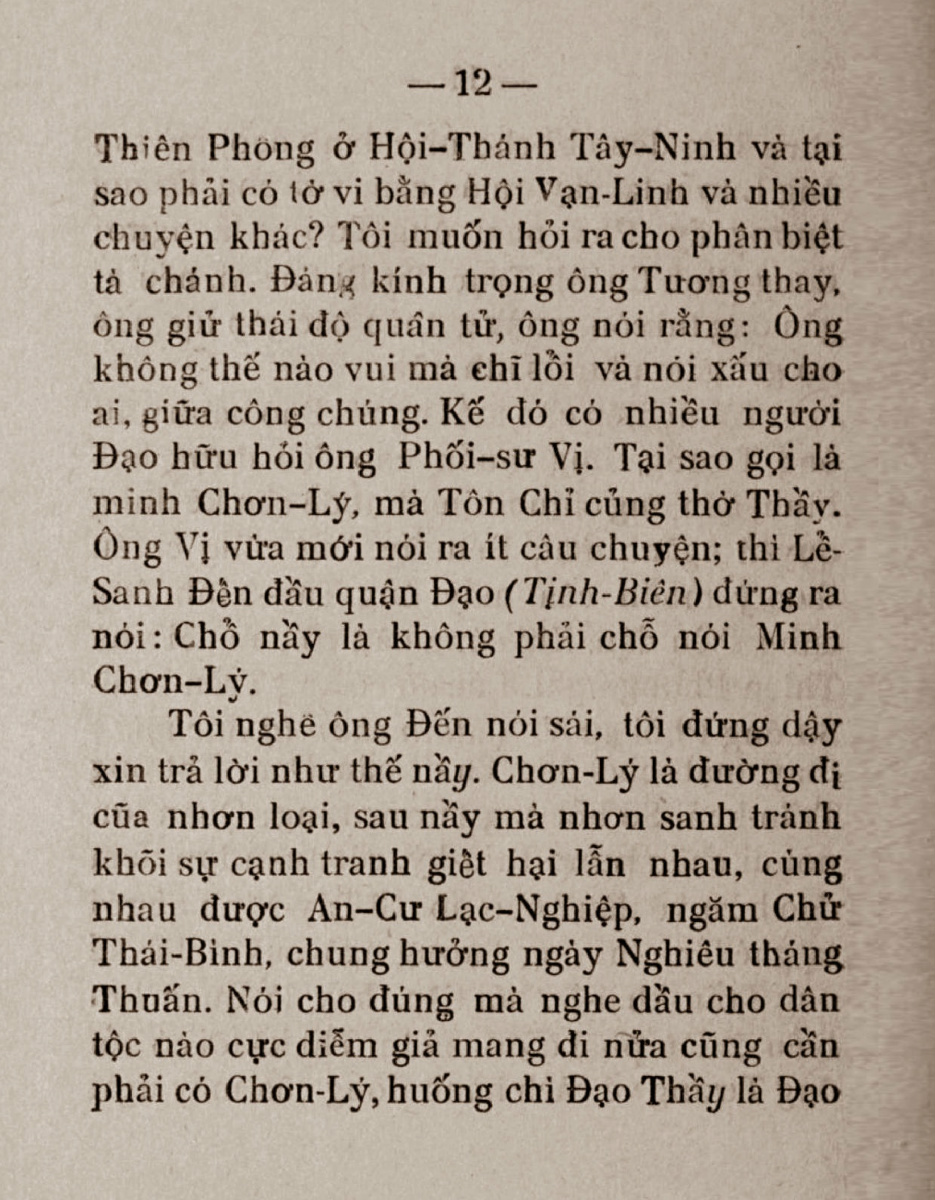 — 12 —
Thiên Phong ở Hội–Thánh Tây–Ninh và tại
sao phải có tờ vi bằng Hội Vạn-Linh và nhiều
chuyện khác? Tôi muốn hỏi ra cho phân biệt
tà chánh. Đáng kính trọng ông Tương thay,
ông giử thái độ quân tử, ông nói rằng: Ông
không thế nào vui mà chĩ lồi và nói xấu cho
ai, giữa công chúng. Kế đó có nhiều người
Đạo hữu hỏi ông Phối–sư Vị. Tại sao gọi là
minh Chơn–Lý, mà Tôn Chỉ củng thờ Thầy.
Ông Vị vừa mới nói ra ít câu chuyện; thì Lề-
Sanh Đền đầu quận Đạo (Tịnh-Biên) đứng ra
nói: Chồ nầy là không phải chỗ nói Minh
Chơn–Lý.
Tôi nghe ông Đến nói sái, tôi đứng dậy
xin trả lời như thế nầy. Chơn-Lý là đường đi
cũa nhơn loại, sau nầy mà nhơn sanh tránh
khõi sự cạnh tranh giềt hại lẫn nhau, cùng
nhau được An–Cư Lạc–Nghiệp, ngăm Chử
Thái-Bình, chung hưởng ngày Nghiêu tháng
Thuấn. Nói cho đúng mà nghe dầu cho dân
tộc nào cực diễm giả mang đi nửa cũng cần
phải có Chơn-Lý, huống chi Đạo Thầy là Đạo